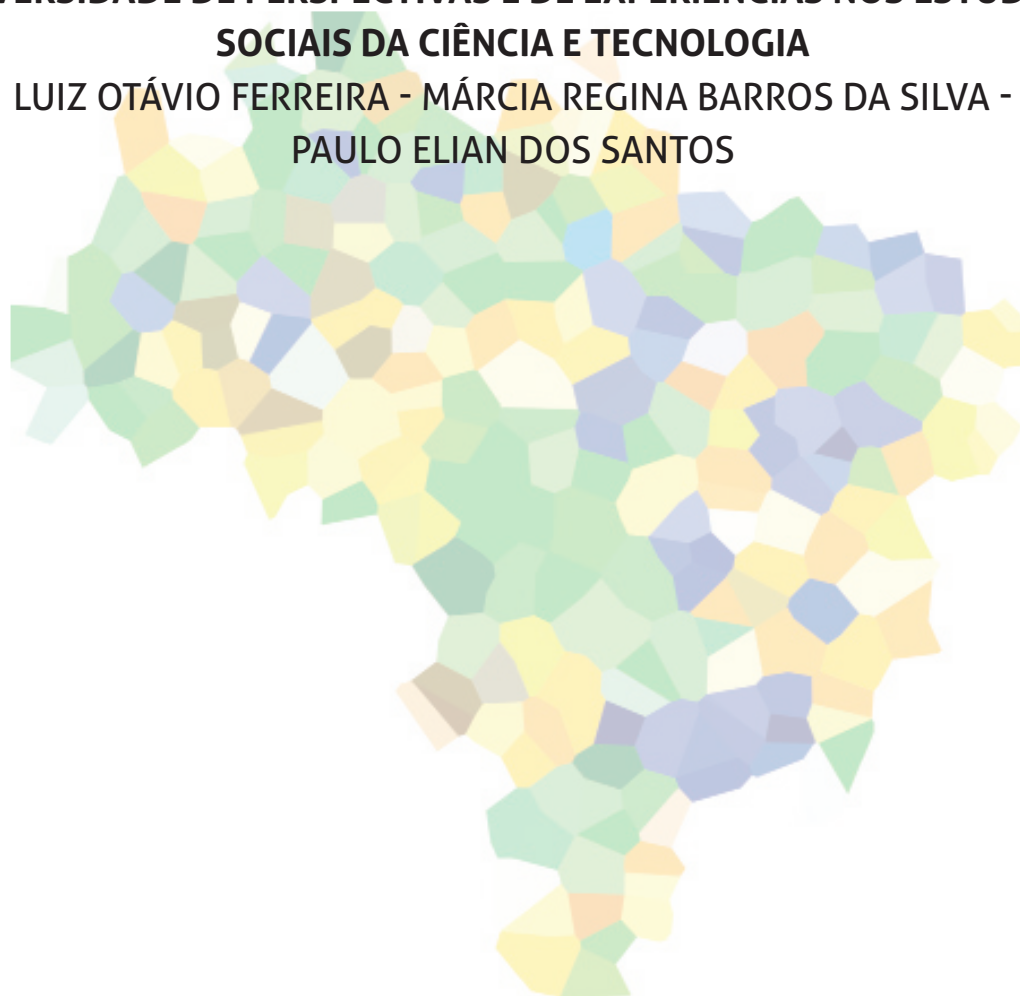 VERSIDADE DE PERSPECTIVAS E DE EXPERIÊNCIAS NOS ESTUD
SOCIAIS DA CIÊNCIA E TECNOLOGIA
LUIZ OTÁVIO FERREIRA - MÁRCIA REGINA BARROS DA SILVA -
PAULO ELIAN DOS SANTOS